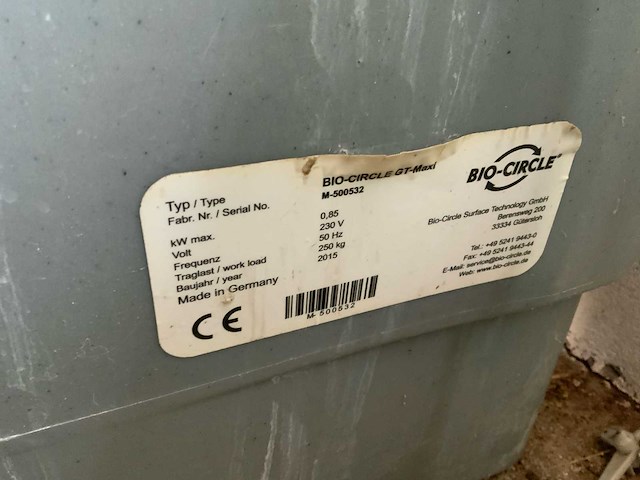 Typ / Type BIO-CIRCLE GT-Maxi
Fabr. Nr. / Serial No. M-500532
kW max. 0,85
Volt 230 V
Frequenz 50 Hz
Traglast / work load 250 kg
Baujahr / year 2015
Made in Germany
CE
M- 500532
BIO-CIRCLE
Bio-Circle Surface Technology GmbH
Berensweg 200
33334 Gütersloh
Tel.: +49 5241 9443-0
Fax: +49 5241 9443-44
E-Mail: service@bio-circle.de
Web: www.bio-circle.de